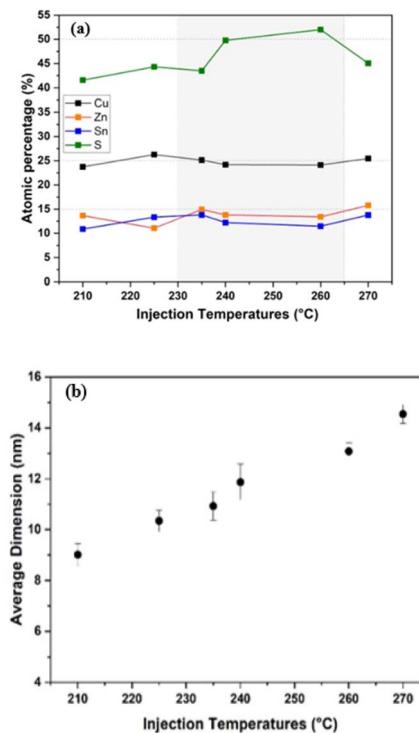 (a)
55
50
45
40
35
30
25
20
15
10
5
0
Atomic percentage (%)
Cu
Zn
Sn
S
210 220 230 240 250 260 270
Injection Temperatures (°C)
(b)
16
14
12
10
8
6
4
Average Dimension (nm)
210 220 230 240 250 260 270
Injection Temperatures (°C)